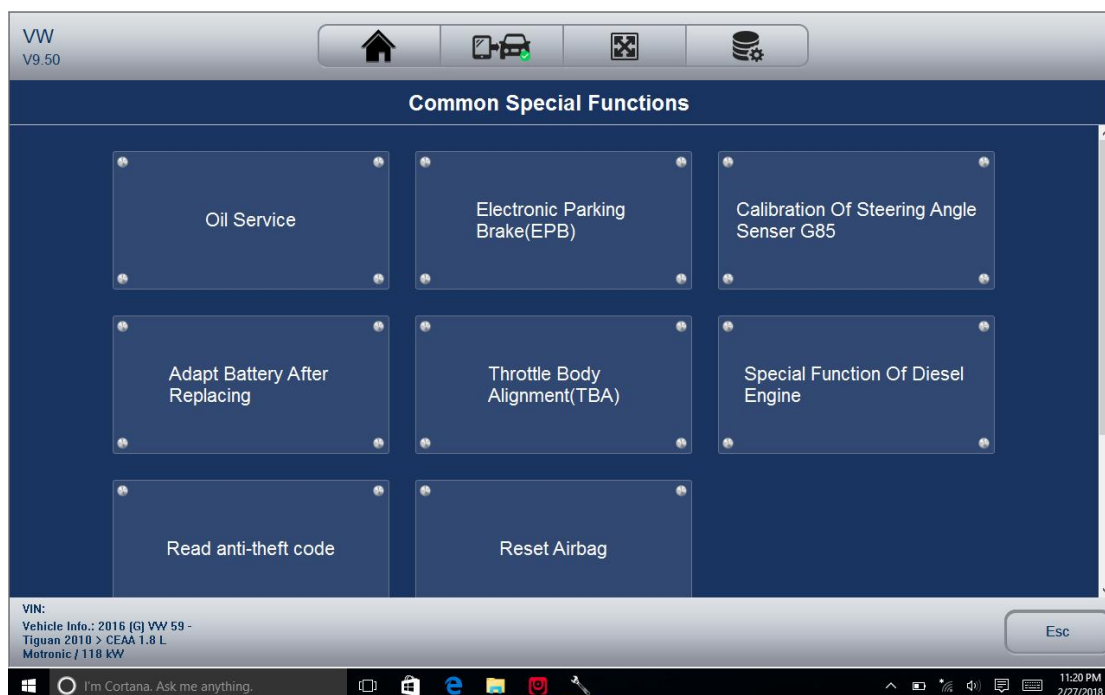 VW
V9.50
Common Special Functions
Oil Service
Electronic Parking
Brake(EPB)
Calibration Of Steering Angle
Senser G85
Adapt Battery After
Replacing
Throttle Body
Alignment(TBA)
Special Function Of Diesel
Engine
Read anti-theft code
Reset Airbag
VIN:
Vehicle Info.: 2016 (G) VW 59 -
Tiguan 2010 > CEAA 1.8 L
Motronic / 118 kW
Esc
I'm Cortana. Ask me anything.
11:20 PM
2/27/2018